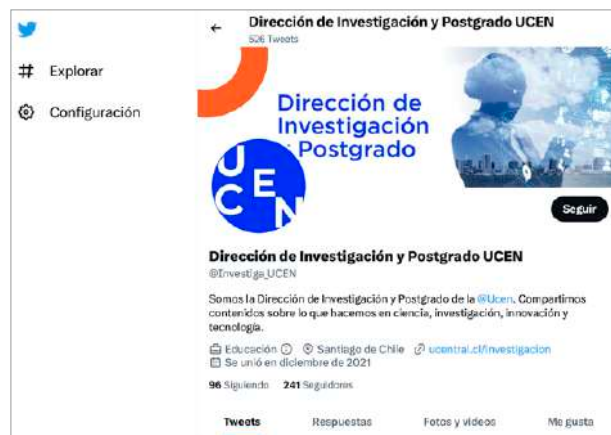 Dirección de Investigación y Postgrado UCEN
526 Tweets
Explorar
Configuración
Dirección de
Investigación
y Postgrado
UCEN
Seguir
Dirección de Investigación y Postgrado UCEN
@Investiga_UCEN
Somos la Dirección de Investigación y Postgrado de la @Ucen. Compartimos
contenidos sobre lo que hacemos en ciencia, investigación, innovación y
tecnología.
Educación Santiago de Chile ucentral.cl/investigacion
Se unió en diciembre de 2021
96 Siguiendo 241 Seguidores
Tweets Respuestas Fotos y videos Me gusta